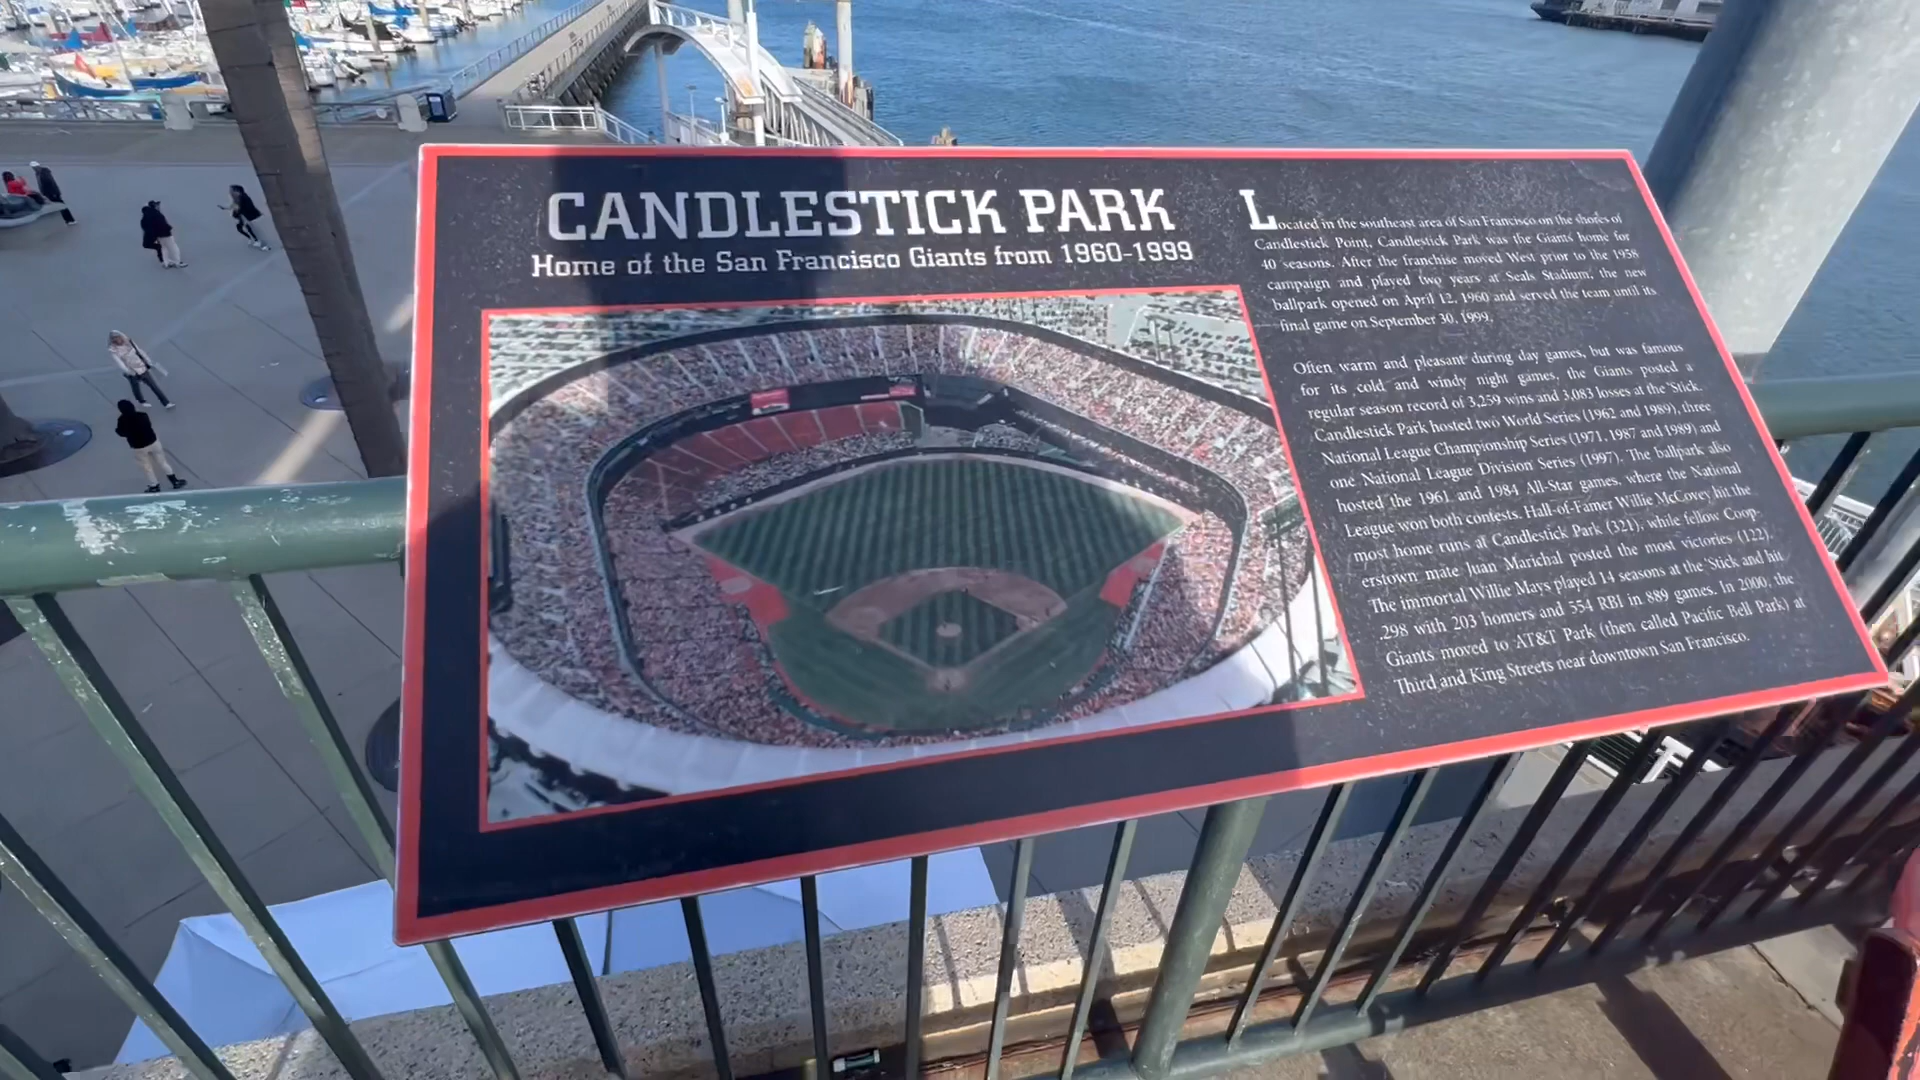 CANDLESTICK PARK
Home of the San Francisco Giants from 1960-1999
Located in the southeast area of San Francisco on the shores of
Candlestick Point, Candlestick Park was the Giants home for
40 seasons. After the franchise moved West prior to the 1958
campaign and played two years at Seals Stadium, the new
ballpark opened on April 12, 1960 and served the team until its
final game on September 30, 1999.
Often warm and pleasant during day games, but was famous
for its cold and windy night games, the Giants posted a
regular season record of 3,259 wins and 3,083 losses at the 'Stick.
Candlestick Park hosted two World Series (1962 and 1989), three
National League Championship Series (1971, 1987 and 1989) and
one National League Division Series (1997). The ballpark also
hosted the 1961 and 1984 All-Star games, where the National
League won both contests. Hall-of-Famer Willie McCovey hit the
most home runs at Candlestick Park (321), while fellow Coop-
erstown mate Juan Marichal posted the most victories (122).
The immortal Willie Mays played 14 seasons at the 'Stick and hit
.298 with 203 homers and 554 RBI in 889 games. In 2000, the
Giants moved to AT&T Park (then called Pacific Bell Park) at
Third and King Streets near downtown San Francisco.